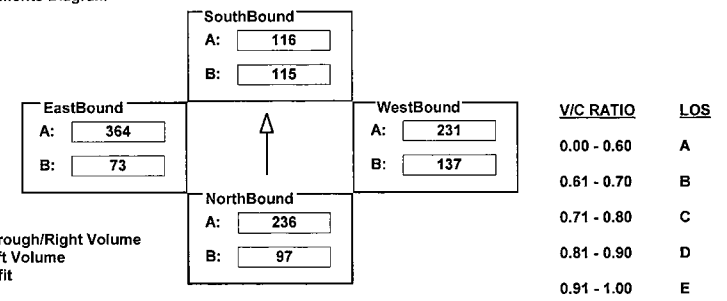 SouthBound
A: 116
B: 115
EastBound
A: 364
B: 73
WestBound
A: 231
B: 137
NorthBound
A: 236
B: 97
V/C RATIO LOS
0.00 - 0.60 A
0.61 - 0.70 B
0.71 - 0.80 C
0.81 - 0.90 D
0.91 - 1.00 E
rough/Right Volume
ft Volume
fit